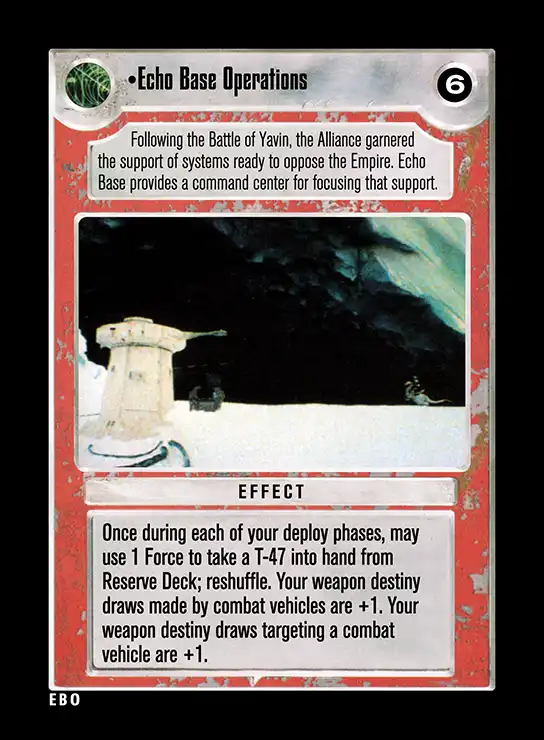 •Echo Base Operations
6
Following the Battle of Yavin, the Alliance garnered
the support of systems ready to oppose the Empire. Echo
Base provides a command center for focusing that support.
EFFECT
Once during each of your deploy phases, may
use 1 Force to take a T-47 into hand from
Reserve Deck; reshuffle. Your weapon destiny
draws made by combat vehicles are +1. Your
weapon destiny draws targeting a combat
vehicle are +1.
EBO